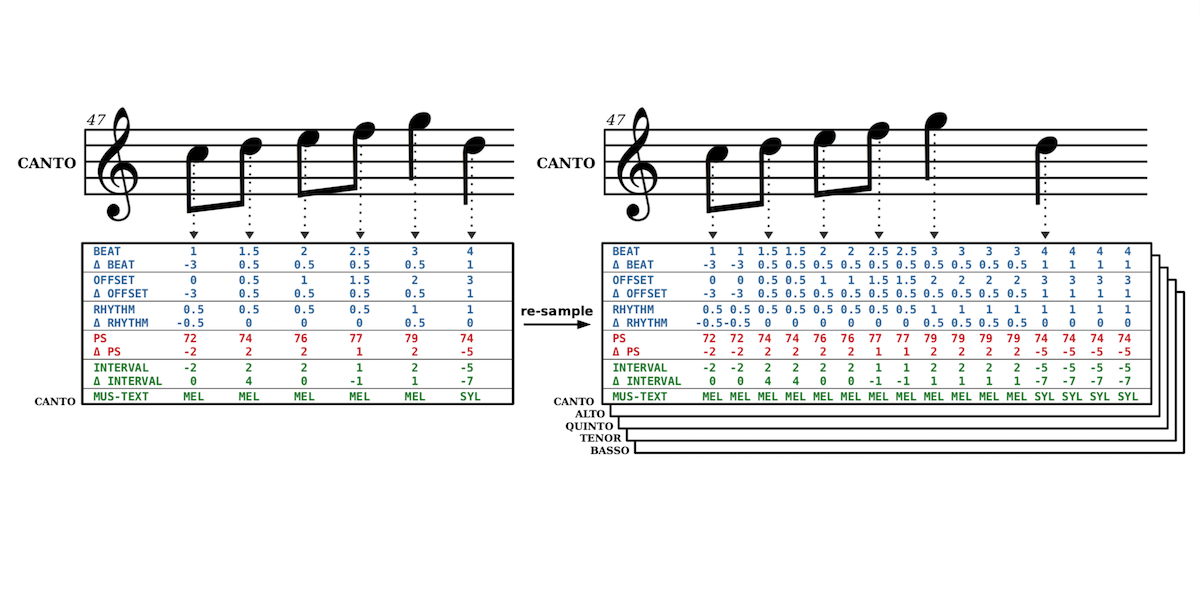 47
CANTO
BEAT 1 1.5 2 2.5 3 4
Δ BEAT -3 0.5 0.5 0.5 0.5 1
OFFSET 0 0.5 1 1.5 2 3
Δ OFFSET -3 0.5 0.5 0.5 0.5 1
RHYTHM 0.5 0.5 0.5 0.5 1 1
Δ RHYTHM -0.5 0 0 0 0.5 0
PS 72 74 76 77 79 74
Δ PS -2 2 2 1 2 -5
INTERVAL -2 2 2 1 2 -5
Δ INTERVAL 0 4 0 -1 1 -7
MUS-TEXT MEL MEL MEL MEL MEL SYL
CANTO
re-sample
47
CANTO
BEAT 1 1 1.5 1.5 2 2 2.5 2.5 3 3 3 3 4 4 4 4
Δ BEAT -3 -3 0.5 0.5 0.5 0.5 0.5 0.5 0.5 0.5 0.5 0.5 1 1 1 1
OFFSET 0 0 0.5 0.5 1 1 1.5 1.5 2 2 2 2 3 3 3 3
Δ OFFSET -3 -3 0.5 0.5 0.5 0.5 0.5 0.5 0.5 0.5 0.5 0.5 1 1 1 1
RHYTHM 0.5 0.5 0.5 0.5 0.5 0.5 0.5 0.5 1 1 1 1 1 1 1 1
Δ RHYTHM -0.5 -0.5 0 0 0 0 0 0 0.5 0.5 0.5 0.5 0 0 0 0
PS 72 72 74 74 76 76 77 77 79 79 79 79 74 74 74 74
Δ PS -2 -2 2 2 2 2 1 1 2 2 2 2 -5 -5 -5 -5
INTERVAL -2 -2 2 2 2 2 1 1 2 2 2 2 -5 -5 -5 -5
Δ INTERVAL 0 0 4 4 0 0 -1 -1 1 1 1 1 -7 -7 -7 -7
MUS-TEXT MEL MEL MEL MEL MEL MEL MEL MEL MEL MEL MEL MEL SYL SYL SYL SYL
CANTO
ALTO
QUINTO
TENOR
BASSO